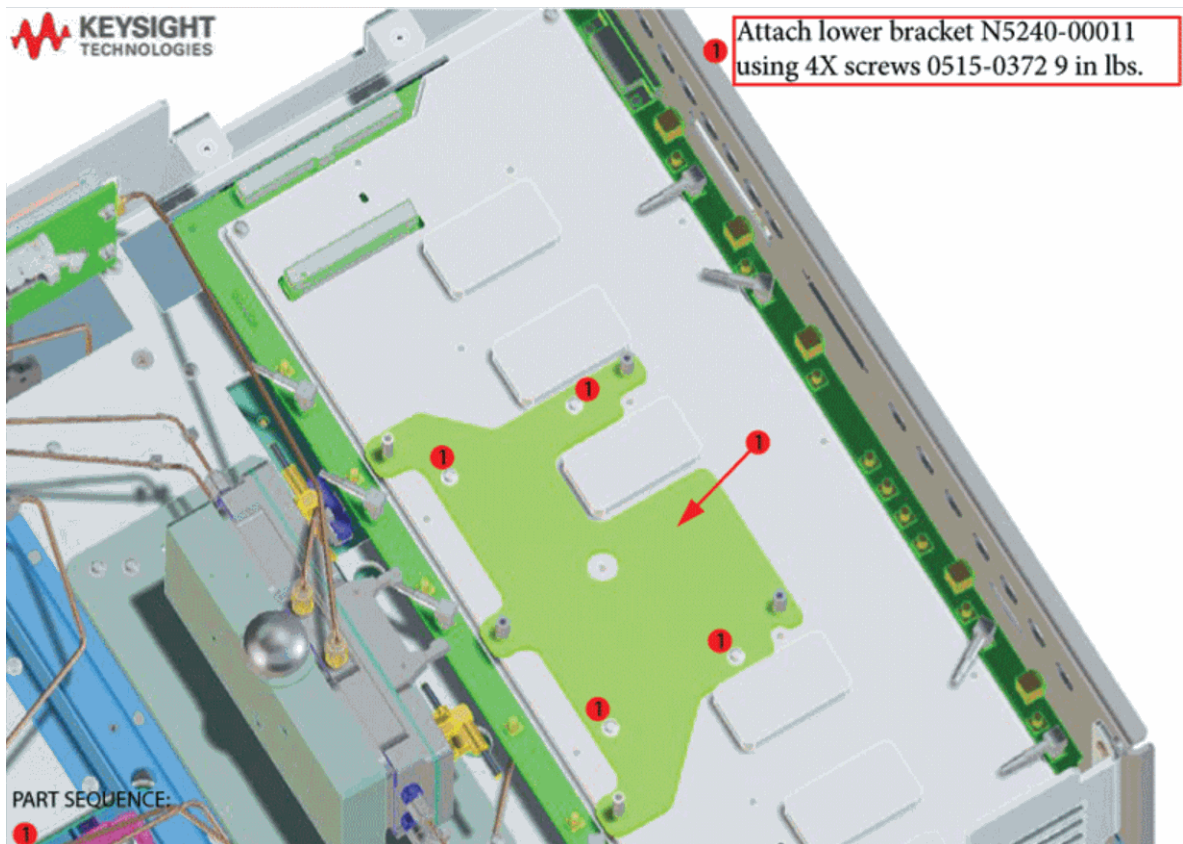 KEYSIGHT
TECHNOLOGIES
1
Attach lower bracket N5240-00011
using 4X screws 0515-0372 9 in lbs.
1
1
1
1
1
PART SEQUENCE:
1